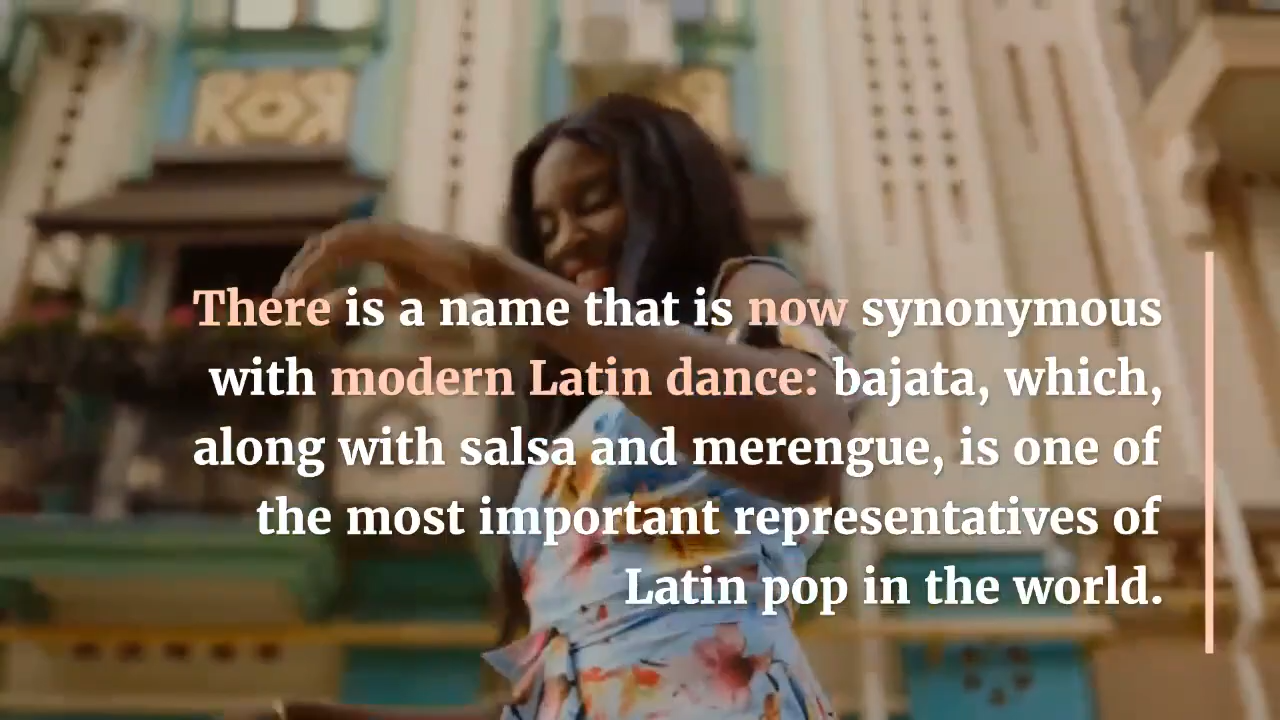 There is a name that is now synonymous
with modern Latin dance: bajata, which,
along with salsa and merengue, is one of
the most important representatives of
Latin pop in the world.